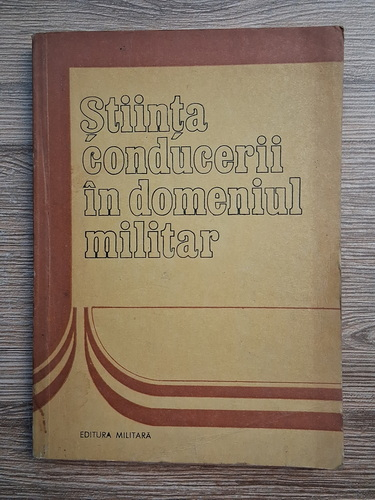 Știința
conducerii
în domeniul
militar
EDITURA MILITARĂ